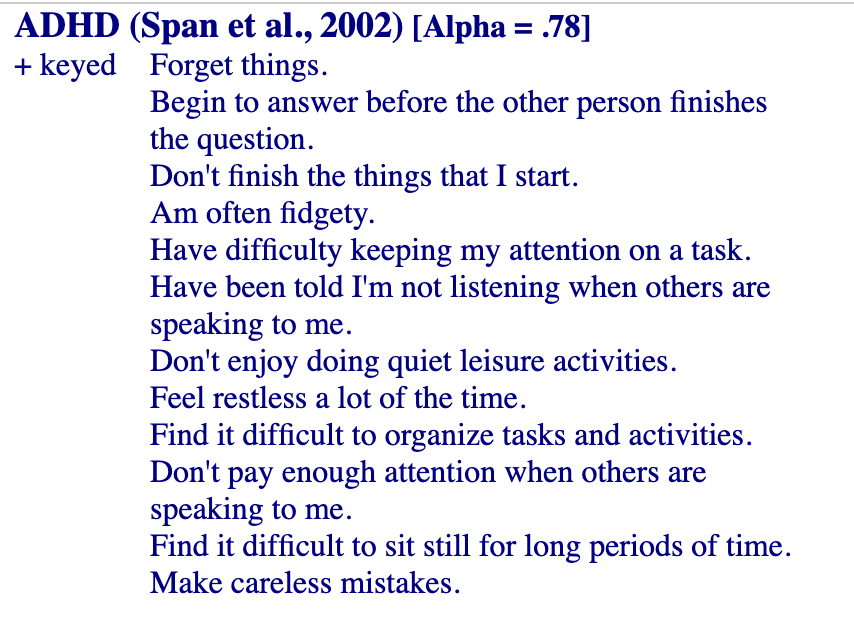 ADHD (Span et al., 2002) [Alpha = .78]
+ keyed Forget things.
Begin to answer before the other person finishes
the question.
Don't finish the things that I start.
Am often fidgety.
Have difficulty keeping my attention on a task.
Have been told I'm not listening when others are
speaking to me.
Don't enjoy doing quiet leisure activities.
Feel restless a lot of the time.
Find it difficult to organize tasks and activities.
Don't pay enough attention when others are
speaking to me.
Find it difficult to sit still for long periods of time.
Make careless mistakes.